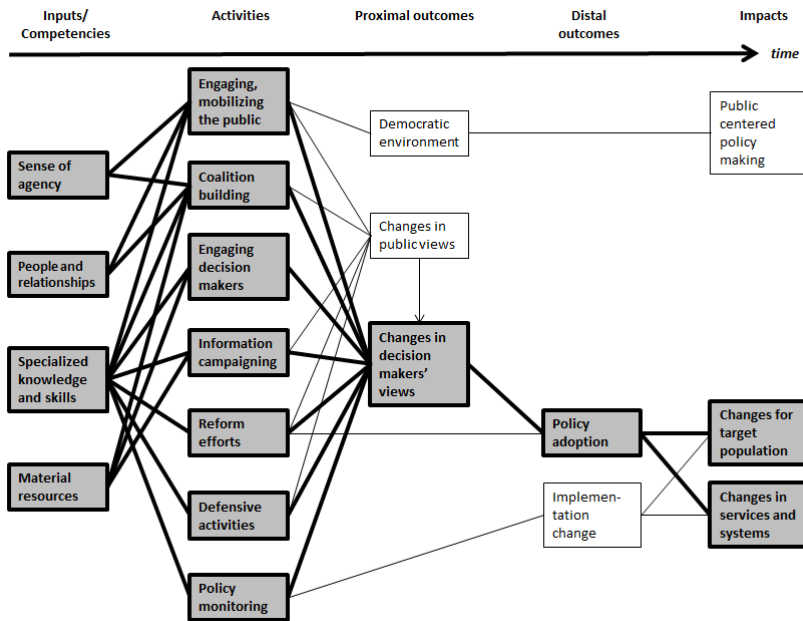 Inputs/
Competencies
Activities
Proximal outcomes
Distal
outcomes
Impacts
time
Engaging,
mobilizing
the public
Democratic
environment
Public
centered
policy
making
Sense of
agency
Coalition
building
Changes in
public views
People and
relationships
Engaging
decision
makers
Specialized
knowledge
and skills
Information
campaigning
Changes in
decision
makers’
views
Reform
efforts
Policy
adoption
Changes for
target
population
Material
resources
Defensive
activities
Implemen-
tation
change
Changes in
services and
systems
Policy
monitoring